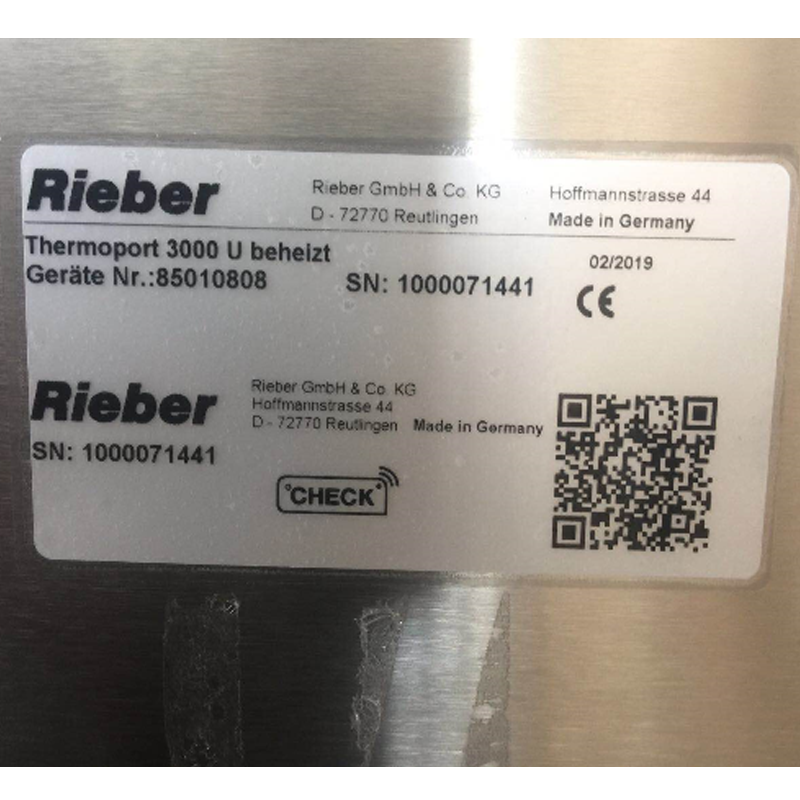 Rieber
Rieber GmbH & Co. KG
D - 72770 Reutlingen
Hoffmannstrasse 44
Made in Germany
Thermoport 3000 U beheizt
Geräte Nr.:85010808
SN: 1000071441
02/2019
CE
Rieber
Rieber GmbH & Co. KG
Hoffmannstrasse 44
D - 72770 Reutlingen Made in Germany
SN: 1000071441
°CHECK°